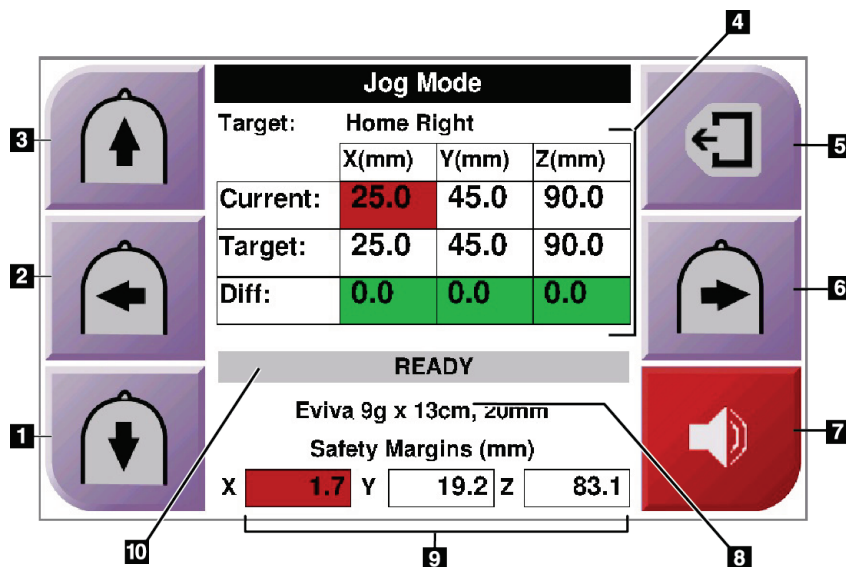 4
Jog Mode
3
Target: Home Right
5
X(mm) Y(mm) Z(mm)
Current: 25.0 45.0 90.0
Target: 25.0 45.0 90.0
2
6
Diff: 0.0 0.0 0.0
READY
Eviva 9g x 13cm, 20mm
1
7
Safety Margins (mm)
X 1.7 Y 19.2 Z 83.1
10
9
8